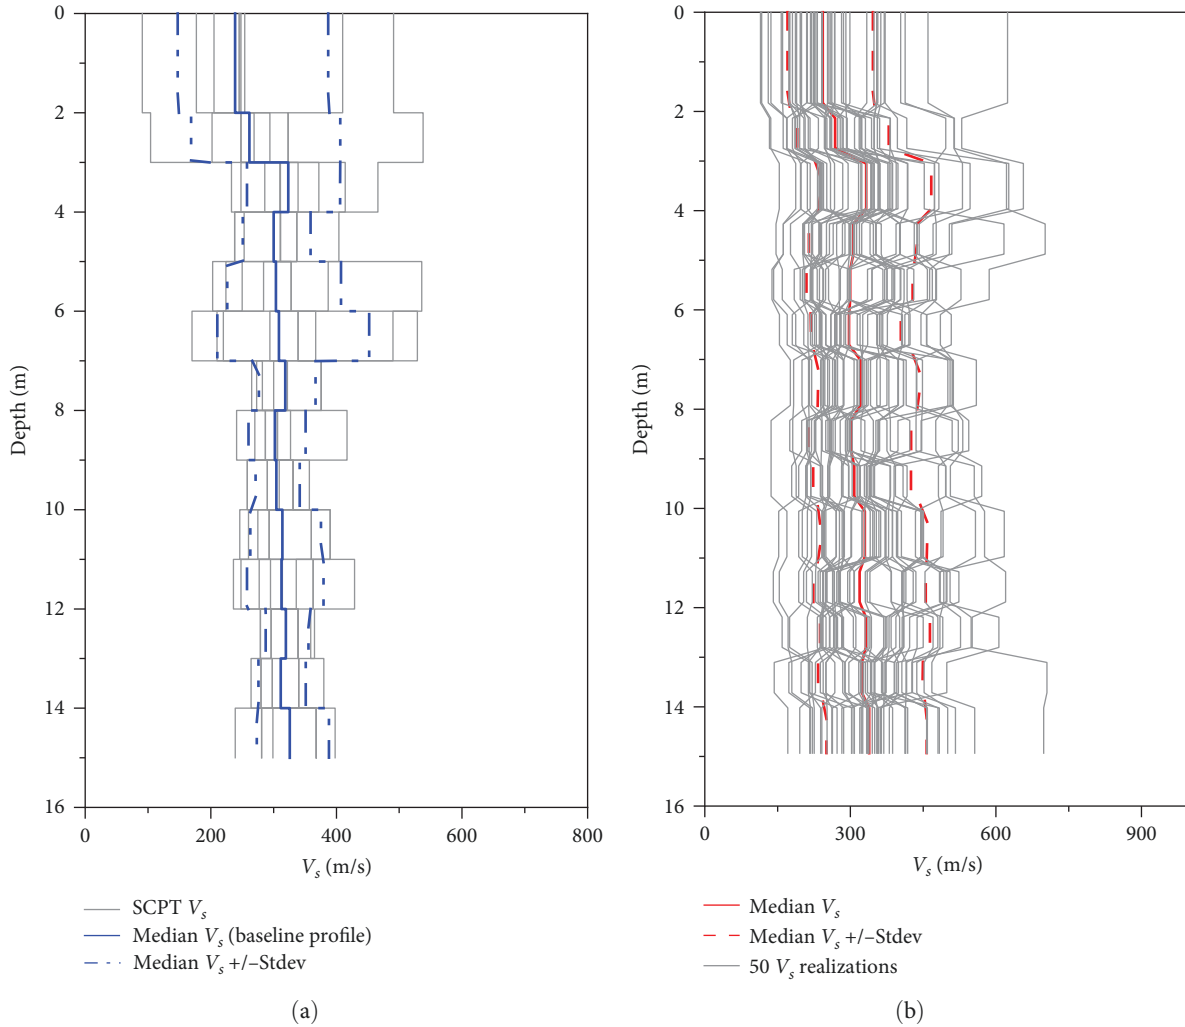 0
2
4
6
8
10
12
14
16
Depth (m)
0
200
400
600
800
V_s (m/s)
SCPT V_s
Median V_s (baseline profile)
Median V_s +/–Stdev
(a)
0
2
4
6
8
10
12
14
16
Depth (m)
0
300
600
900
V_s (m/s)
Median V_s
Median V_s +/–Stdev
50 V_s realizations
(b)